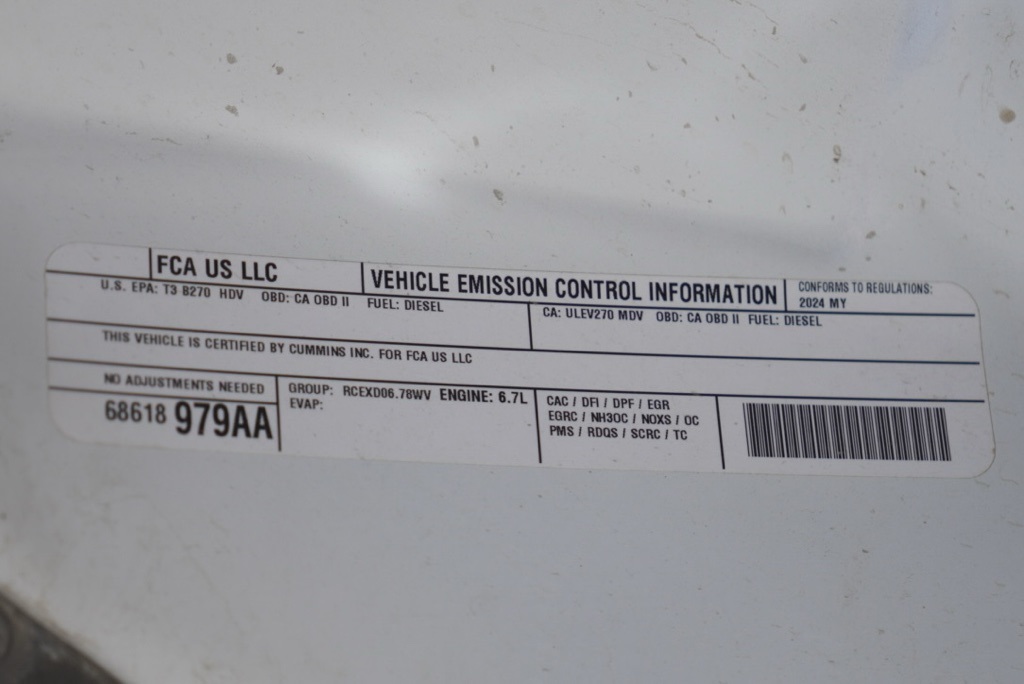 FCA US LLC
VEHICLE EMISSION CONTROL INFORMATION
CONFORMS TO REGULATIONS:
2024 MY
U.S. EPA: T3 B270 HDV OBD: CA OBD II FUEL: DIESEL
CA: ULEV270 MDV OBD: CA OBD II FUEL: DIESEL
THIS VEHICLE IS CERTIFIED BY CUMMINS INC. FOR FCA US LLC
NO ADJUSTMENTS NEEDED
68618 979AA
GROUP: RCEXD06.78WV ENGINE: 6.7L
EVAP:
CAC / DFI / DPF / EGR
EGRC / NH3OC / NOXS / OC
PMS / RDQS / SCRC / TC